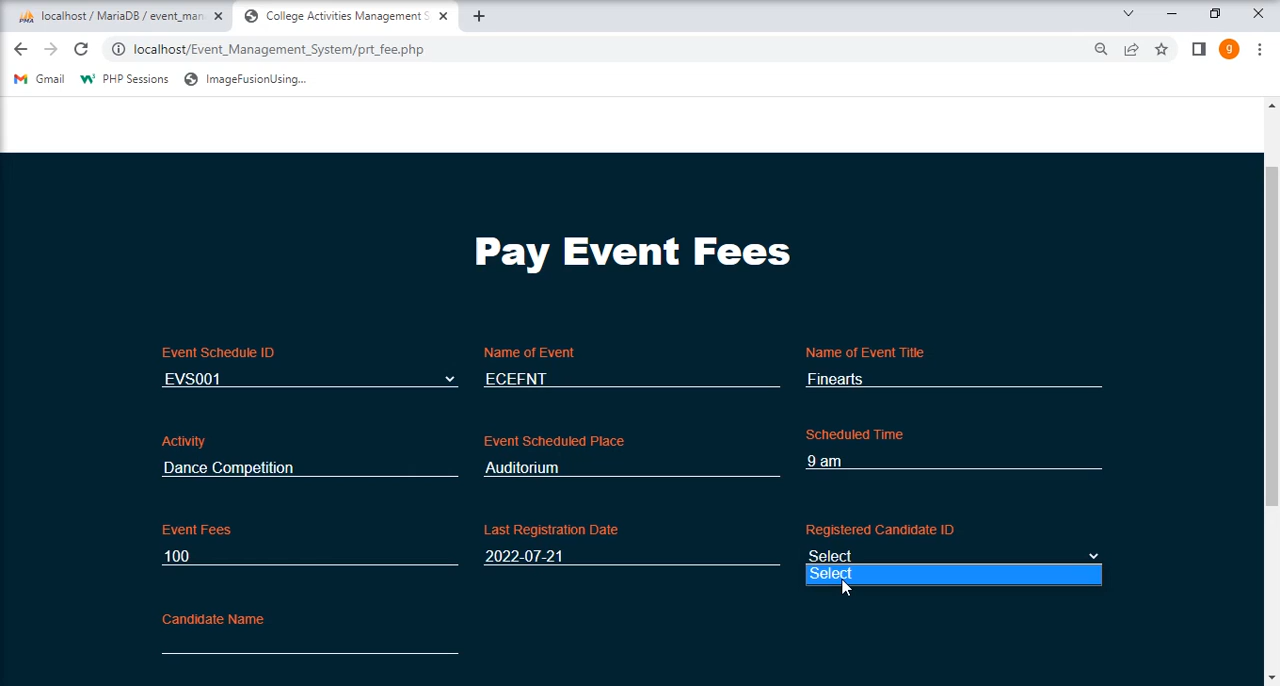 localhost / MariaDB / event_man
College Activities Management S
localhost/Event_Management_System/prt_fee.php
g
Gmail
PHP Sessions
ImageFusionUsing...
Pay Event Fees
Event Schedule ID
Name of Event
Name of Event Title
EVS001
ECEFNT
Finearts
Activity
Event Scheduled Place
Scheduled Time
Dance Competition
Auditorium
9 am
Event Fees
Last Registration Date
Registered Candidate ID
100
2022-07-21
Select
Select
Candidate Name